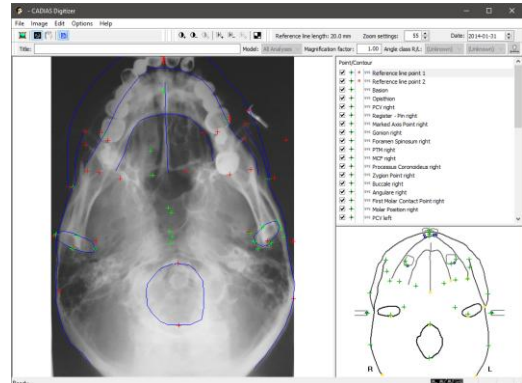 - CADIAS Digitizer
File Image Edit Options Help
Reference line length: 20.0 mm Zoom settings: 55 Date: 2014-01-31
Title: Model: All Analyses Magnification factor: 1.00 Angle class R/L: (Unknown) (Unknown)
Point/Contour
Reference line point 1
Reference line point 2
Basion
Opisthion
PCV right
Register - Pin right
Marked Axis Point right
Gonion right
Foramen Spinosum right
PTM right
MCF right
Processus Coronoideus right
Zygion Point right
Buccale right
Angulare right
First Molar Contact Point right
Molar Position right
PCV left
R L
Ready